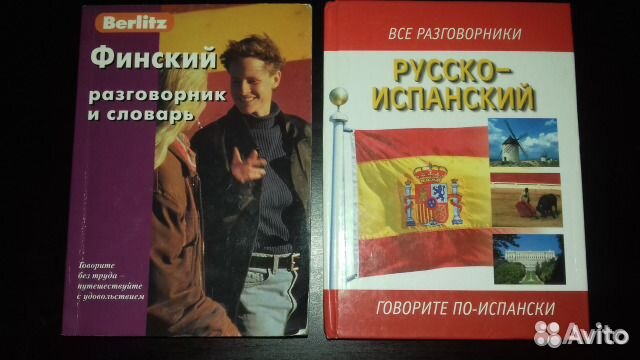 Berlitz
Финский
разговорник
и словарь
Говорите
без труда –
путешествуйте
с удовольствием
ВСЕ РАЗГОВОРНИКИ
РУССКО-
ИСПАНСКИЙ
ГОВОРИТЕ ПО-ИСПАНСКИ
Avito